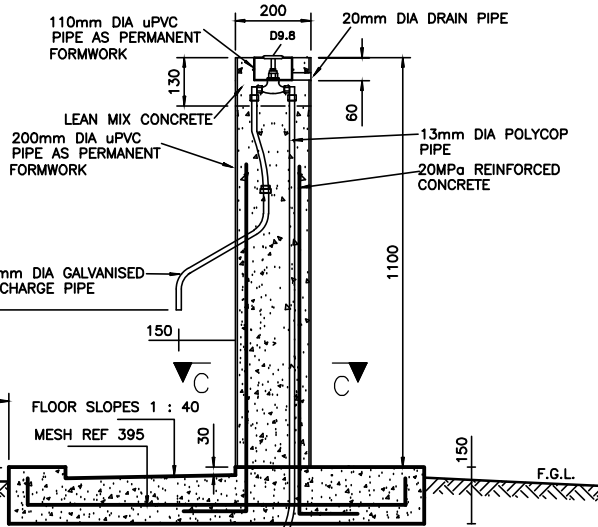 200
110mm DIA uPVC
PIPE AS PERMANENT
FORMWORK
20mm DIA DRAIN PIPE
D9.8
130
60
LEAN MIX CONCRETE
200mm DIA uPVC
PIPE AS PERMANENT
FORMWORK
13mm DIA POLYCOP
PIPE
20MPa REINFORCED
CONCRETE
1100
mm DIA GALVANISED
CHARGE PIPE
150
C
C
FLOOR SLOPES 1 : 40
MESH REF 395
30
150
F.G.L.